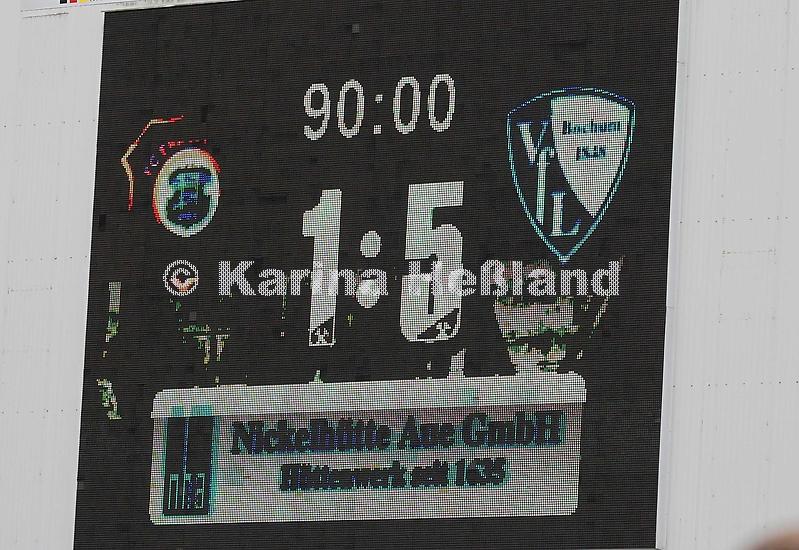 90:00
VfL
Bochum
1848
1:5
© Karina Heßland
Nickelhütte Aue GmbH
Hüttenwerk seit 1635